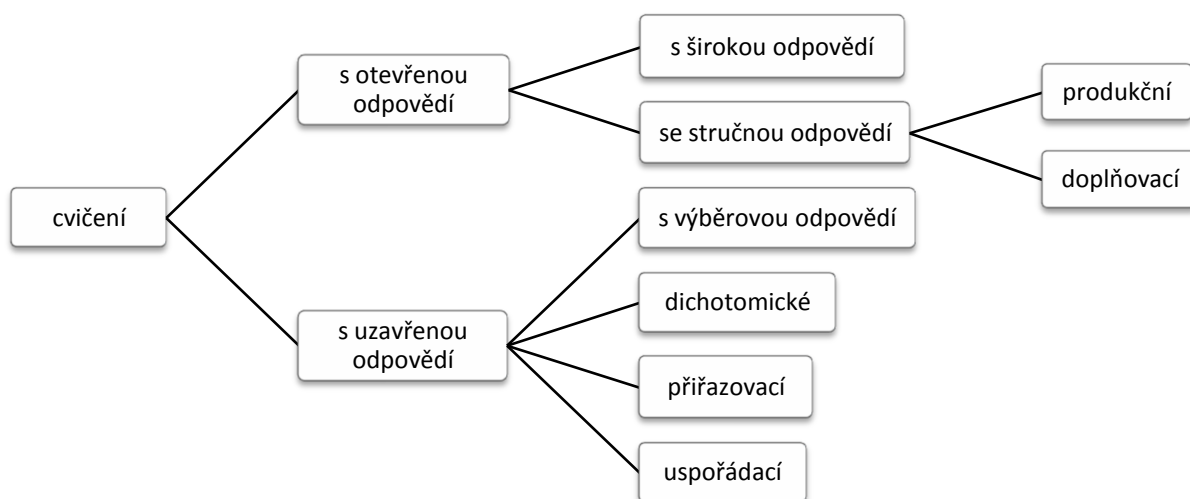 cvičení
s otevřenou
odpovědí
s širokou odpovědí
se stručnou odpovědí
produkční
doplňovací
s uzavřenou
odpovědí
s výběrovou odpovědí
dichotomické
přiřazovací
uspořádací